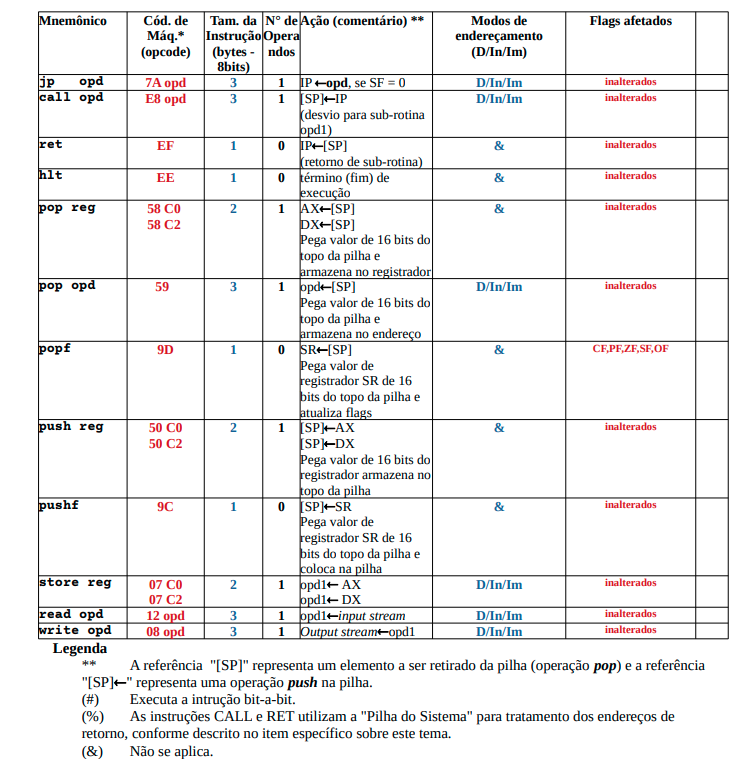 Mnemônico Cód. de Máq.* (opcode) Tam. da Instrução (bytes - 8bits) N° de Opera ndos Ação (comentário) ** Modos de endereçamento (D/In/Im) Flags afetados
jp opd 7A opd 3 1 IP ←opd, se SF = 0 D/In/Im inalterados
call opd E8 opd 3 1 [SP]←IP D/In/Im inalterados
(desvio para sub-rotina
opd1)
ret EF 1 0 IP←[SP] & inalterados
(retorno de sub-rotina)
hlt EE 1 0 término (fim) de & inalterados
execução
pop reg 58 C0 2 1 AX←[SP] & inalterados
58 C2 DX←[SP]
Pega valor de 16 bits do
topo da pilha e
armazena no registrador
pop opd 59 3 1 opd←[SP] D/In/Im inalterados
Pega valor de 16 bits do
topo da pilha e
armazena no endereço
popf 9D 1 0 SR←[SP] & CF,PF,ZF,SF,OF
Pega valor de
registrador SR de 16
bits do topo da pilha e
atualiza flags
push reg 50 C0 2 1 [SP]←AX & inalterados
50 C2 [SP]←DX
Pega valor de 16 bits do
registrador armazena no
topo da pilha
pushf 9C 1 0 [SP]←SR & inalterados
Pega valor de
registrador SR de 16
bits do topo da pilha e
coloca na pilha
store reg 07 C0 2 1 opd1← AX D/In/Im inalterados
07 C2 opd1← DX
read opd 12 opd 3 1 opd1←input stream D/In/Im inalterados
write opd 08 opd 3 1 Output stream←opd1 D/In/Im inalterados
Legenda
** A referência "[SP]" representa um elemento a ser retirado da pilha (operação pop) e a referência
"[SP]←" representa uma operação push na pilha.
(#) Executa a intrução bit-a-bit.
(%) As instruções CALL e RET utilizam a "Pilha do Sistema" para tratamento dos endereços de
retorno, conforme descrito no item específico sobre este tema.
(&) Não se aplica.